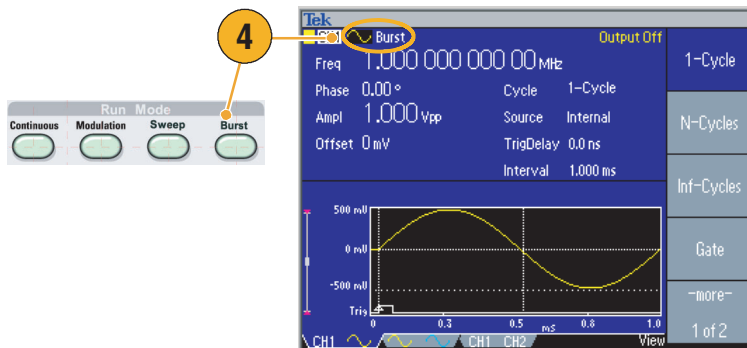 4
Run Mode
Continuous Modulation Sweep Burst
Tek
CH1 Burst Output Off
Freq 1.000 000 000 00 MHz
Phase 0.00 °
Ampl 1.000 Vpp
Offset 0 mV
Cycle 1-Cycle
Source Internal
TrigDelay 0.0 ns
Interval 1.000 ms
1-Cycle
N-Cycles
Inf-Cycles
Gate
-more-
1 of 2
500 mV
0 mV
-500 mV
Trig
0 0.3 0.5 ms 0.8 1.0
CH1 CH1 CH2 View